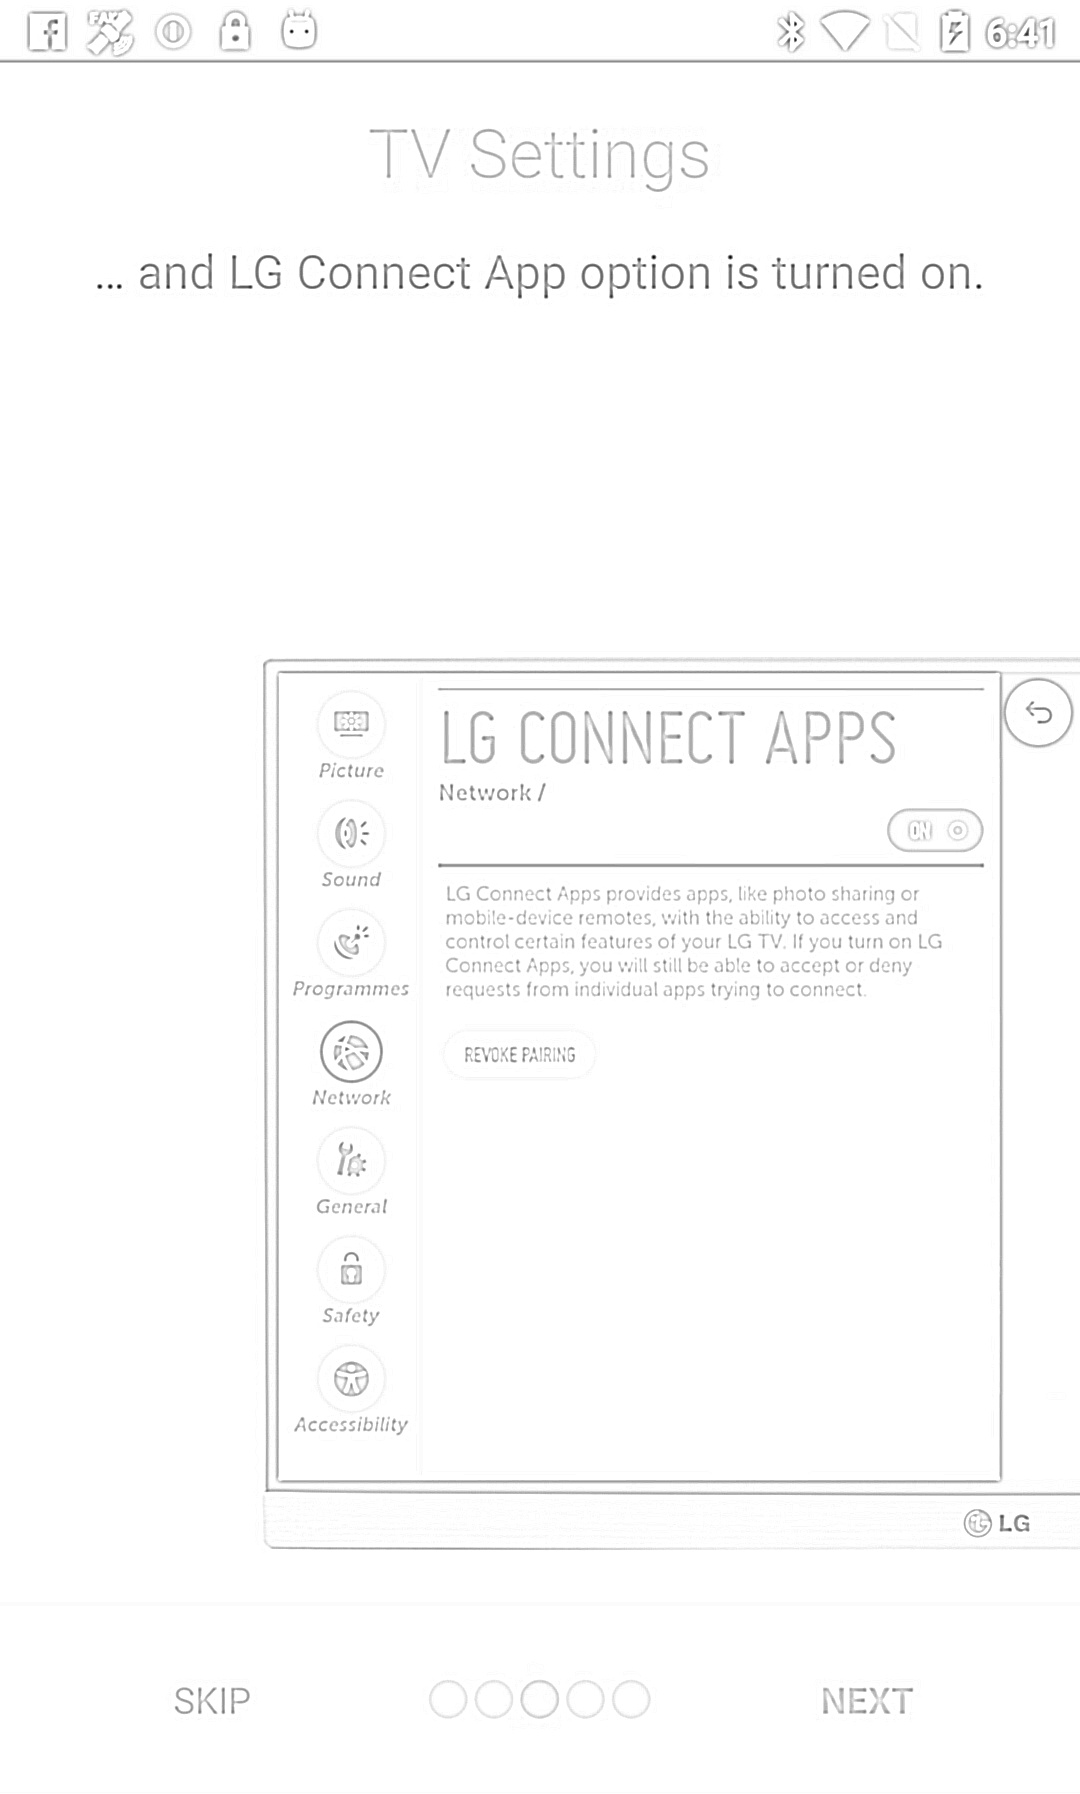 FAV
6:41
TV Settings
... and LG Connect App option is turned on.
LG CONNECT APPS
Network /
ON
LG Connect Apps provides apps, like photo sharing or
mobile-device remotes, with the ability to access and
control certain features of your LG TV. If you turn on LG
Connect Apps, you will still be able to accept or deny
requests from individual apps trying to connect.
REVOKE PAIRING
Picture
Sound
Programmes
Network
General
Safety
Accessibility
LG
SKIP
NEXT